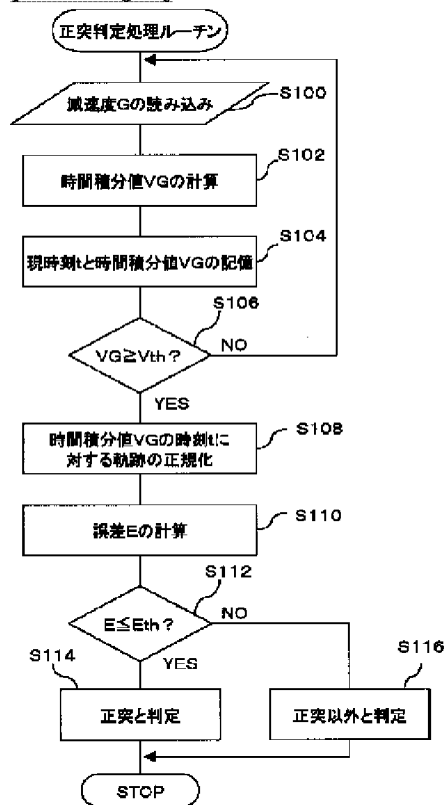 正突判定処理ルーチン
減速度Gの読み込み
S100
時間積分値VGの計算
S102
現時刻tと時間積分値VGの記憶
S104
VG≧Vth?
S106
NO
YES
時間積分値VGの時刻tに
対する軌跡の正規化
S108
誤差Eの計算
S110
E≦Eth?
S112
NO
YES
S114
正突と判定
S116
正突以外と判定
STOP